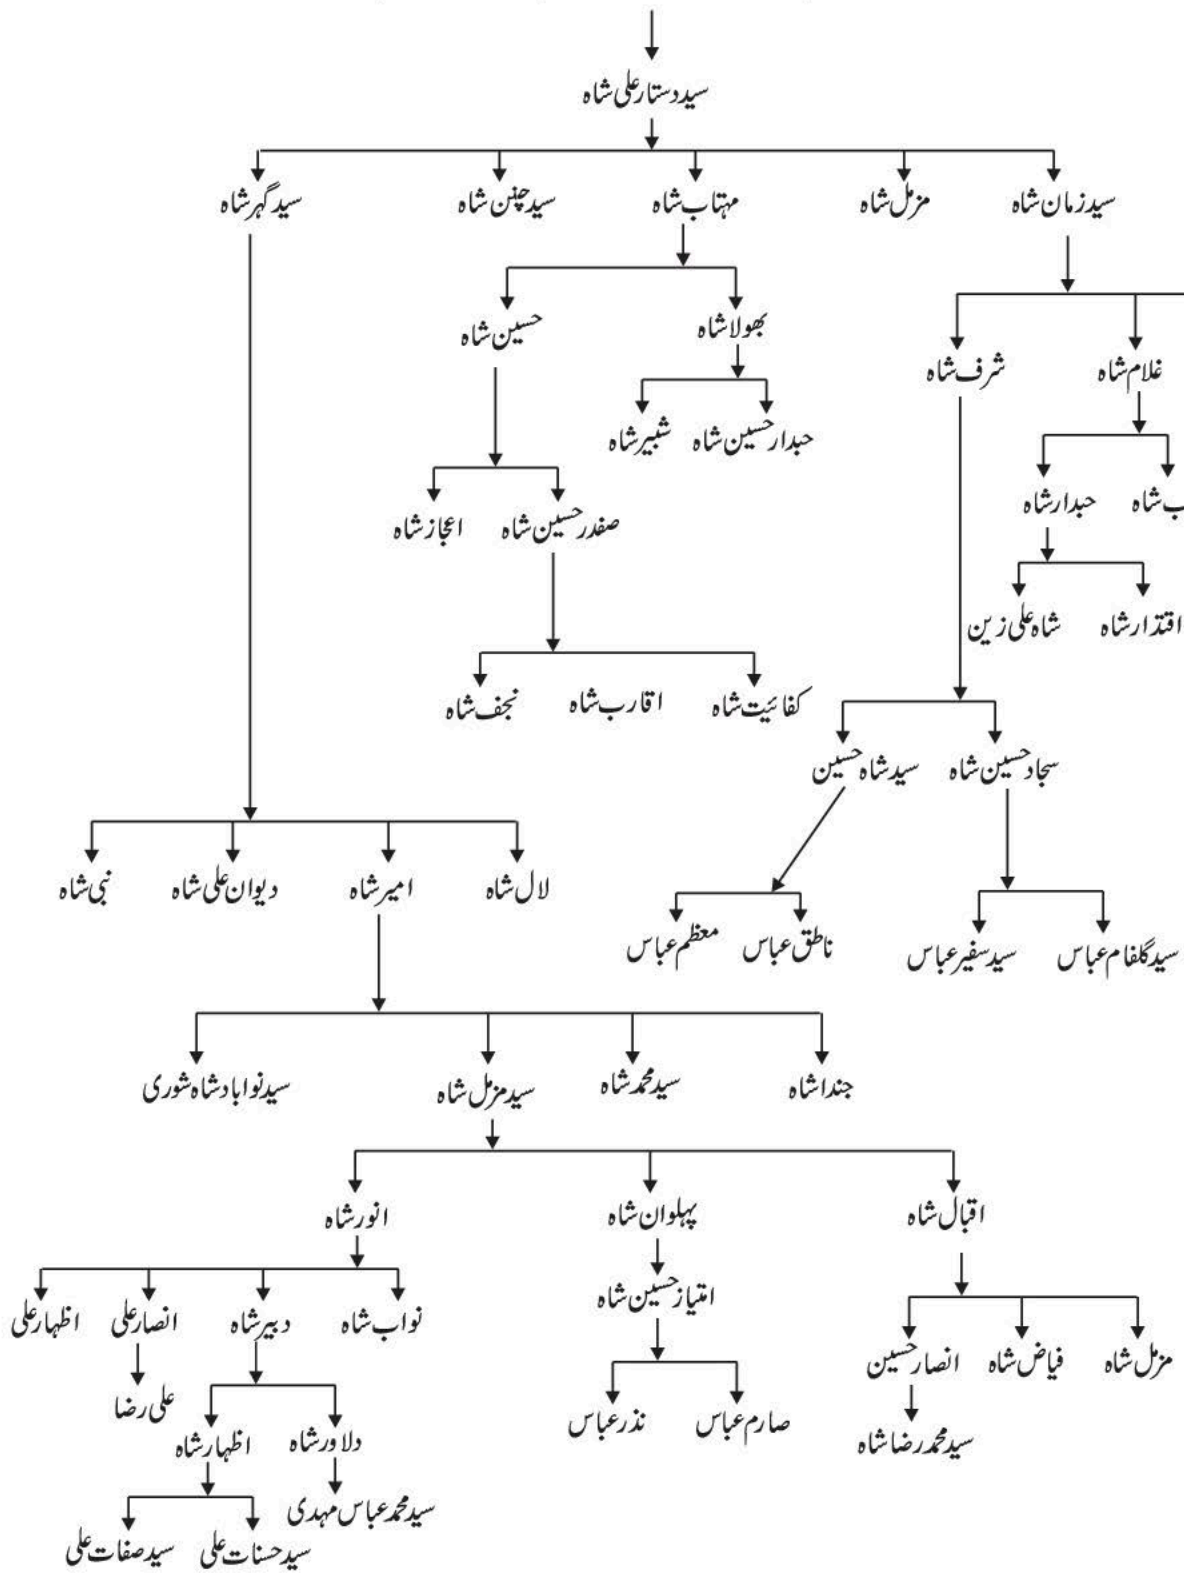 سید دستار علی شاہ
سید زمان شاہ
مزمل شاہ
مہتاب شاہ
سید چنن شاہ
سید گہر شاہ
بھولا شاہ
حسین شاہ
غلام شاہ
شرف شاہ
حبدار حسین شاہ
شبیر شاہ
ب شاہ
حبدار شاہ
صفدر حسین شاہ
اعجاز شاہ
اقتدار شاہ
شاہ علی زین
کفائیت شاہ
اقارب شاہ
نجف شاہ
سجاد حسین شاہ
سید شاہ حسین
لال شاہ
امیر شاہ
دیوان علی شاہ
نبی شاہ
سید گلفام عباس
سید سفیر عباس
ناطق عباس
معظم عباس
جندا شاہ
سید محمد شاہ
سید مزمل شاہ
سید نواباد شاہ شوری
اقبال شاہ
پہلوان شاہ
انور شاہ
امتیاز حسین شاہ
نواب شاہ
دبیر شاہ
انصار علی
اظہار علی
مزمل شاہ
فیاض شاہ
انصار حسین
علی رضا
صارم عباس
نذر عباس
سید محمد رضا شاہ
دلاور شاہ
اظہار شاہ
سید محمد عباس مہدی
سید حسنات علی
سید صفات علی